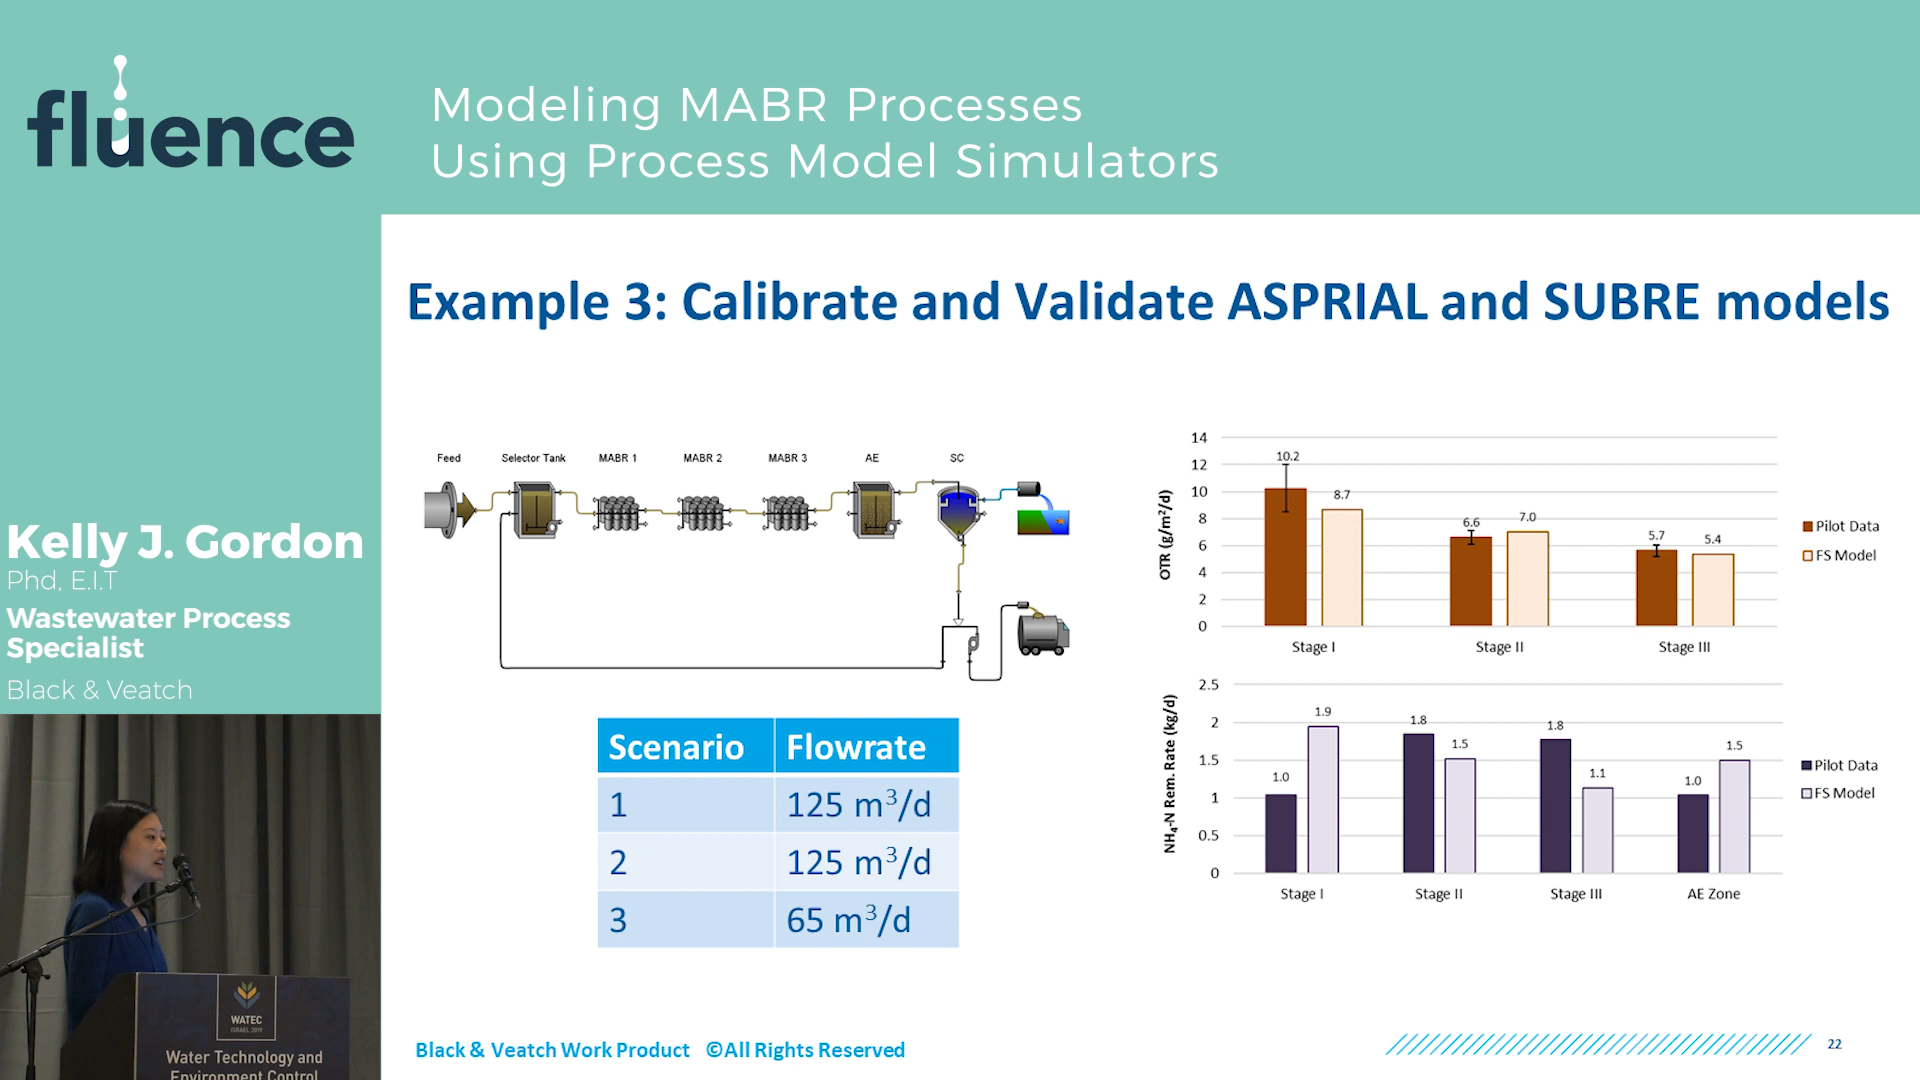 fluence
Modeling MABR Processes
Using Process Model Simulators
Kelly J. Gordon
Phd, E.I.T
Wastewater Process
Specialist
Black & Veatch
WATEC
ISRAEL 2019
Water Technology and
Environment Control
Example 3: Calibrate and Validate ASPRIAL and SUBRE models
Feed Selector Tank MABR 1 MABR 2 MABR 3 AE SC
Scenario Flowrate
1 125 m³/d
2 125 m³/d
3 65 m³/d
OTR (g/m²/d)
14
12
10
8
6
4
2
0
10.2 8.7 6.6 7.0 5.7 5.4
Stage I Stage II Stage III
Pilot Data
FS Model
NH₄-N Rem. Rate (kg/d)
2.5
2
1.5
1
0.5
0
1.0 1.9 1.8 1.5 1.8 1.1 1.0 1.5
Stage I Stage II Stage III AE Zone
Pilot Data
FS Model
Black & Veatch Work Product ©All Rights Reserved
22